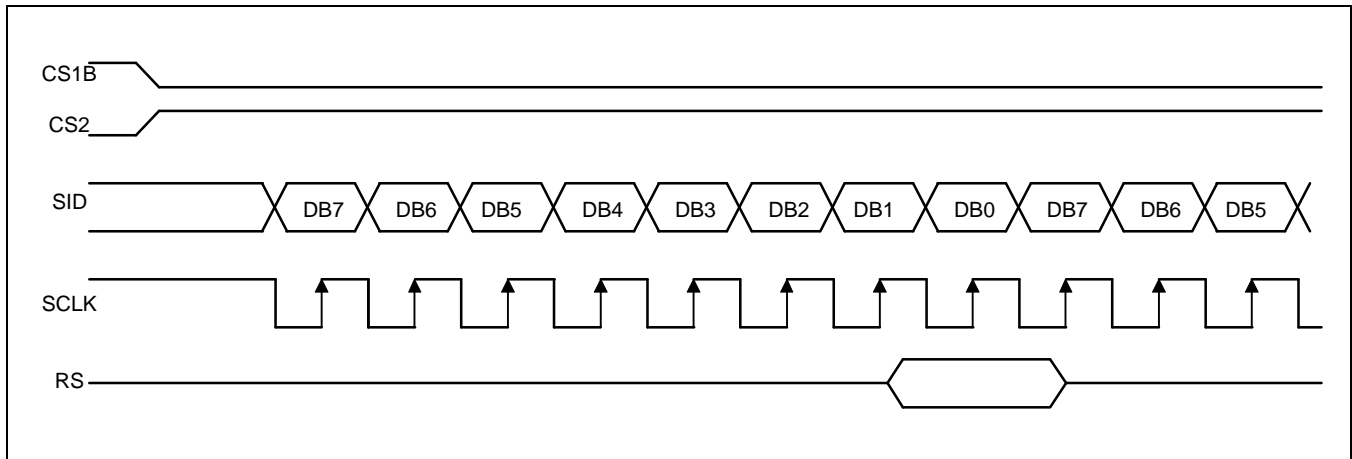 CS1B
CS2
SID DB7 DB6 DB5 DB4 DB3 DB2 DB1 DB0 DB7 DB6 DB5
SCLK
RS